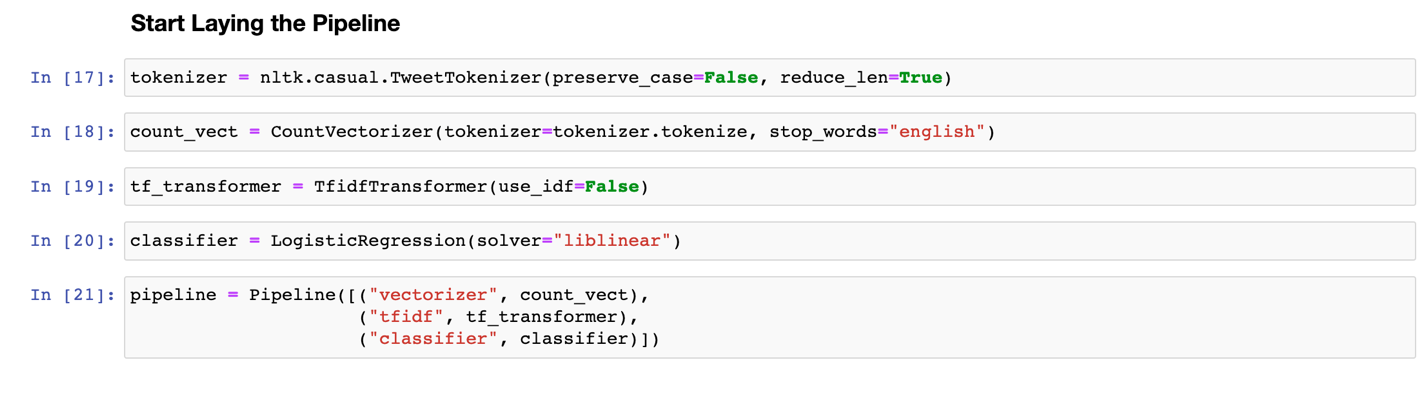 Start Laying the Pipeline
In [17]: tokenizer = nltk.casual.TweetTokenizer(preserve_case=False, reduce_len=True)
In [18]: count_vect = CountVectorizer(tokenizer=tokenizer.tokenize, stop_words="english")
In [19]: tf_transformer = TfidfTransformer(use_idf=False)
In [20]: classifier = LogisticRegression(solver="liblinear")
In [21]: pipeline = Pipeline([("vectorizer", count_vect),
("tfidf", tf_transformer),
("classifier", classifier)])